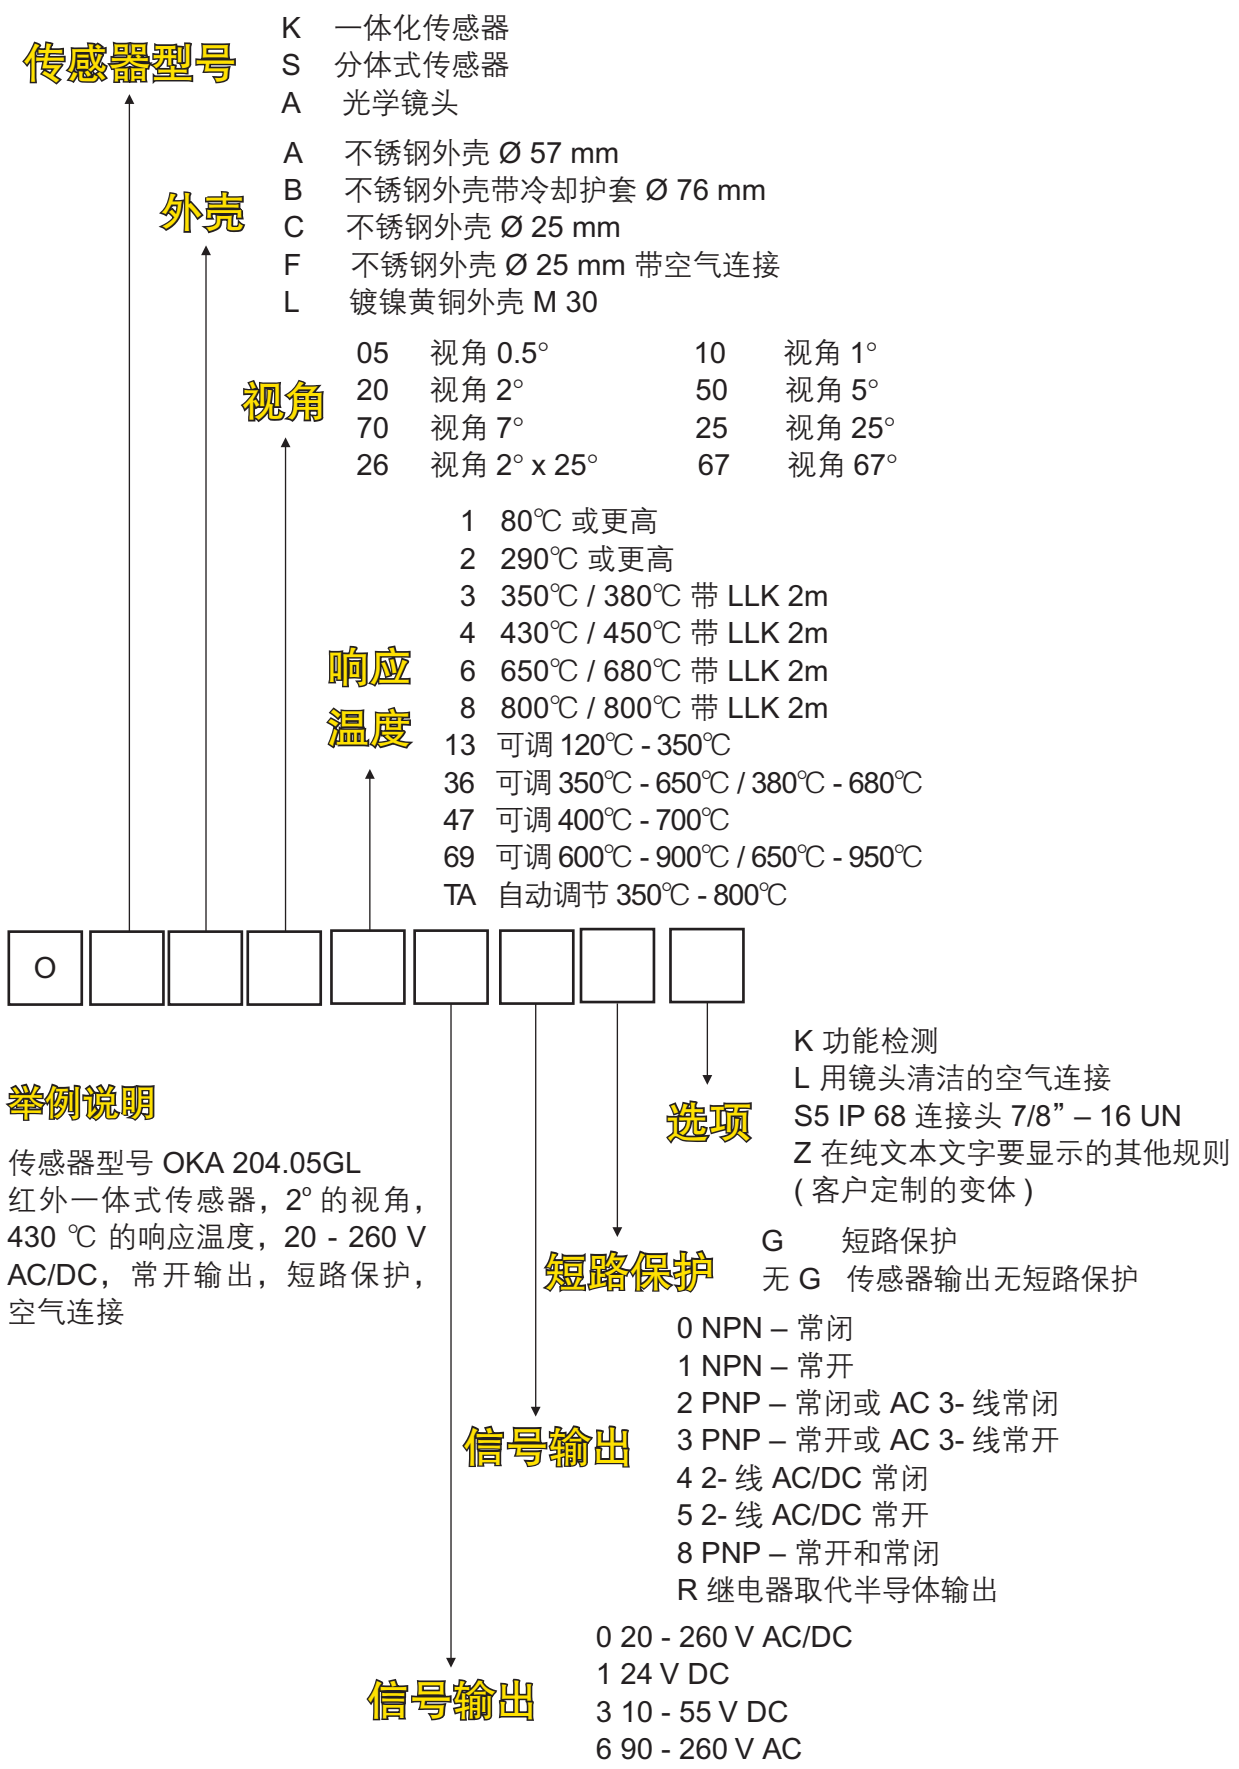 传感器型号
K 一体化传感器
S 分体式传感器
A 光学镜头
外壳
A 不锈钢外壳 Ø 57 mm
B 不锈钢外壳带冷却护套 Ø 76 mm
C 不锈钢外壳 Ø 25 mm
F 不锈钢外壳 Ø 25 mm 带空气连接
L 镀镍黄铜外壳 M 30
视角
05 视角 0.5° 10 视角 1°
20 视角 2° 50 视角 5°
70 视角 7° 25 视角 25°
26 视角 2° x 25° 67 视角 67°
响应
温度
1 80℃ 或更高
2 290℃ 或更高
3 350℃ / 380℃ 带 LLK 2m
4 430℃ / 450℃ 带 LLK 2m
6 650℃ / 680℃ 带 LLK 2m
8 800℃ / 800℃ 带 LLK 2m
13 可调 120℃ - 350℃
36 可调 350℃ - 650℃ / 380℃ - 680℃
47 可调 400℃ - 700℃
69 可调 600℃ - 900℃ / 650℃ - 950℃
TA 自动调节 350℃ - 800℃
O
举例说明
传感器型号 OKA 204.05GL
红外一体式传感器，2° 的视角，
430 ℃ 的响应温度，20 - 260 V
AC/DC，常开输出，短路保护，
空气连接
选项
K 功能检测
L 用镜头清洁的空气连接
S5 IP 68 连接头 7/8” – 16 UN
Z 在纯文本文字要显示的其他规则
( 客户定制的变体 )
短路保护
G 短路保护
无 G 传感器输出无短路保护
信号输出
0 NPN – 常闭
1 NPN – 常开
2 PNP – 常闭或 AC 3- 线常闭
3 PNP – 常开或 AC 3- 线常开
4 2- 线 AC/DC 常闭
5 2- 线 AC/DC 常开
8 PNP – 常开和常闭
R 继电器取代半导体输出
信号输出
0 20 - 260 V AC/DC
1 24 V DC
3 10 - 55 V DC
6 90 - 260 V AC